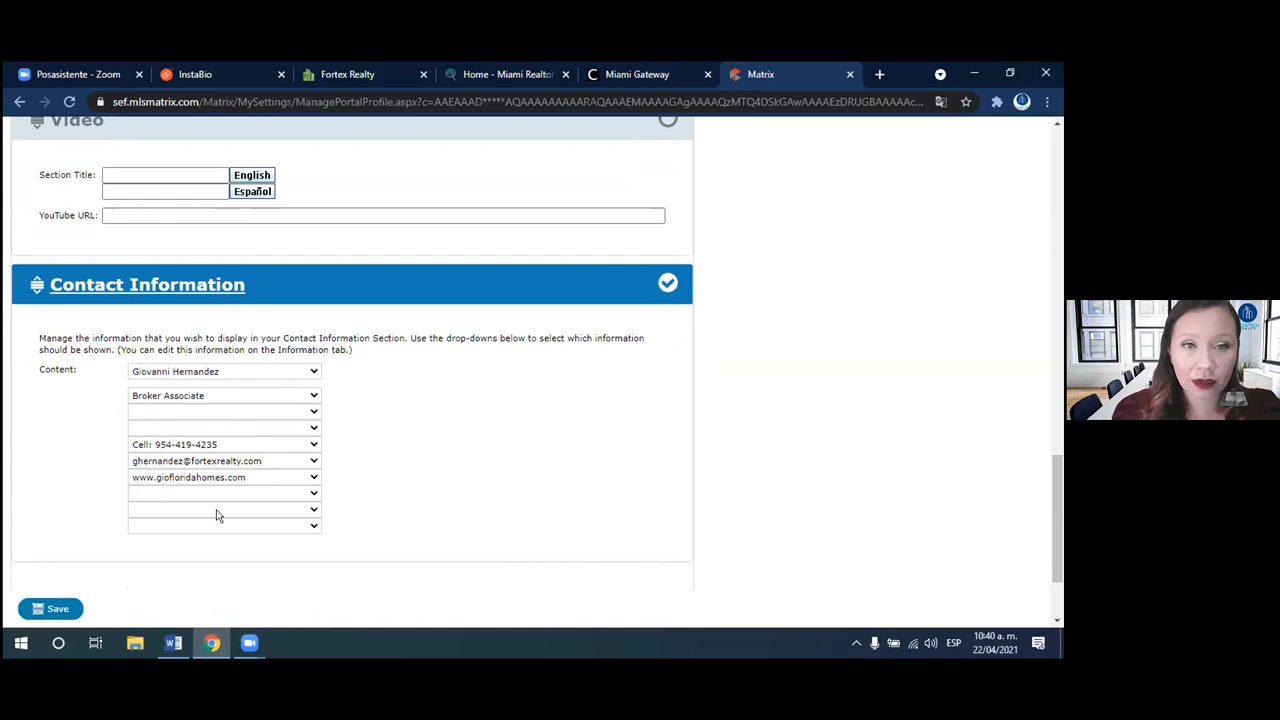 Posasistente - Zoom
InstaBio
Fortex Realty
Home - Miami Realtor
Miami Gateway
Matrix
sef.mlsmatrix.com/Matrix/MySettings/ManagePortalProfile.aspx?c=AAEAAAD*****AQAAAAAAAAARAQAAAEMAAAAGAgAAAAQzMTQ4DSkGAwAAAAEzDRUGBAAAAAc...
Video
Section Title:
English
Español
YouTube URL:
Contact Information
Manage the information that you wish to display in your Contact Information Section. Use the drop-downs below to select which information
should be shown. (You can edit this information on the Information tab.)
Content:
Giovanni Hernandez
Broker Associate
Cell: 954-419-4235
ghernandez@fortexrealty.com
www.giofloridahomes.com
Save
ESP
10:40 a. m.
22/04/2021